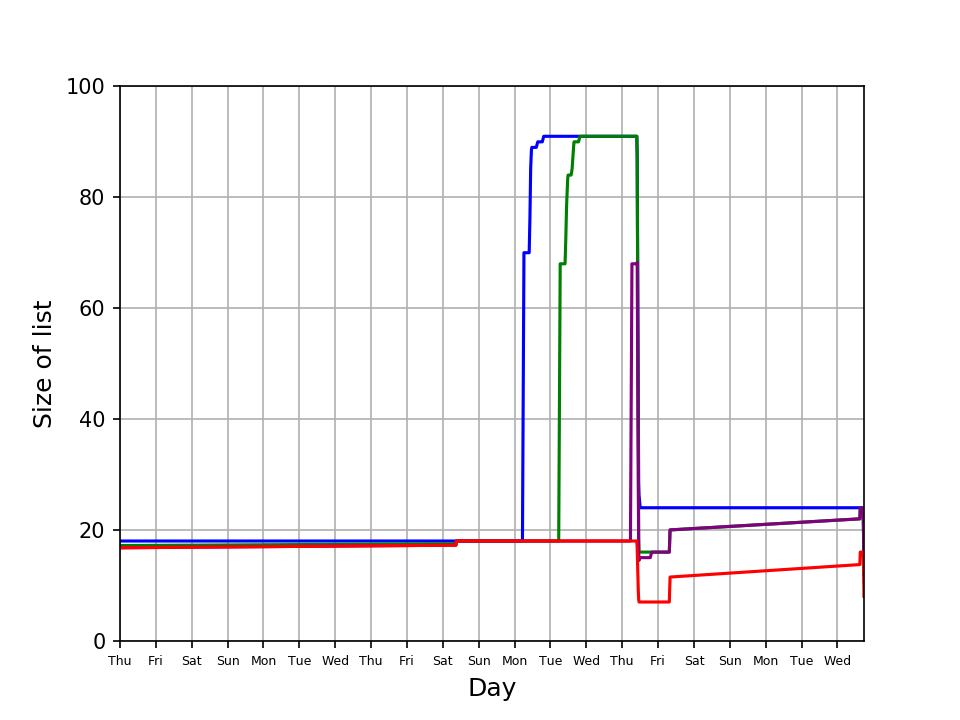 100
80
60
40
20
0
Size of list
Thu Fri Sat Sun Mon Tue Wed Thu Fri Sat Sun Mon Tue Wed Thu Fri Sat Sun Mon Tue Wed
Day